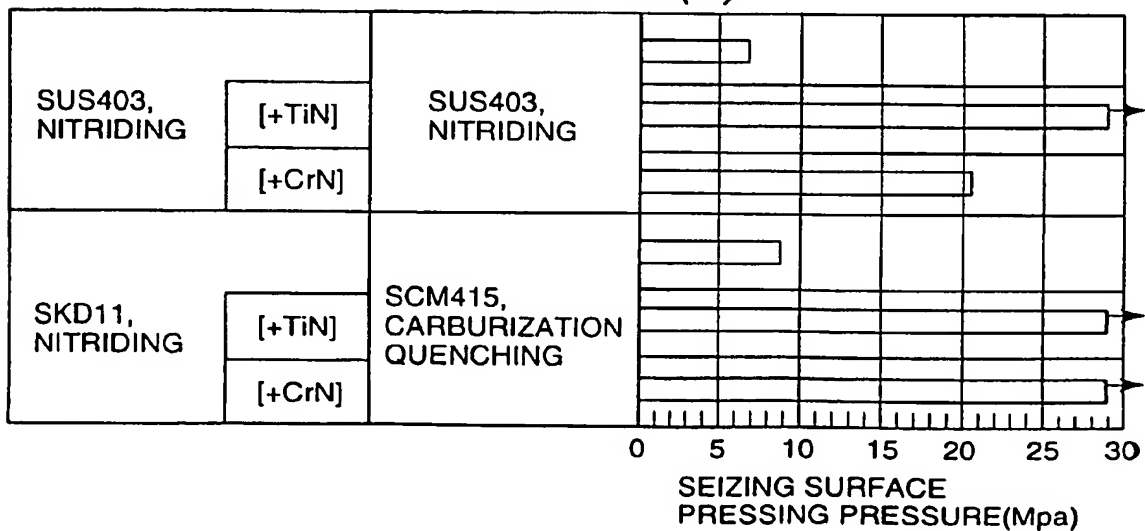 SUS403,
NITRIDING
[+TiN]
[+CrN]
SUS403,
NITRIDING
SKD11,
NITRIDING
[+TiN]
[+CrN]
SCM415,
CARBURIZATION
QUENCHING
0 5 10 15 20 25 30
SEIZING SURFACE
PRESSING PRESSURE(Mpa)